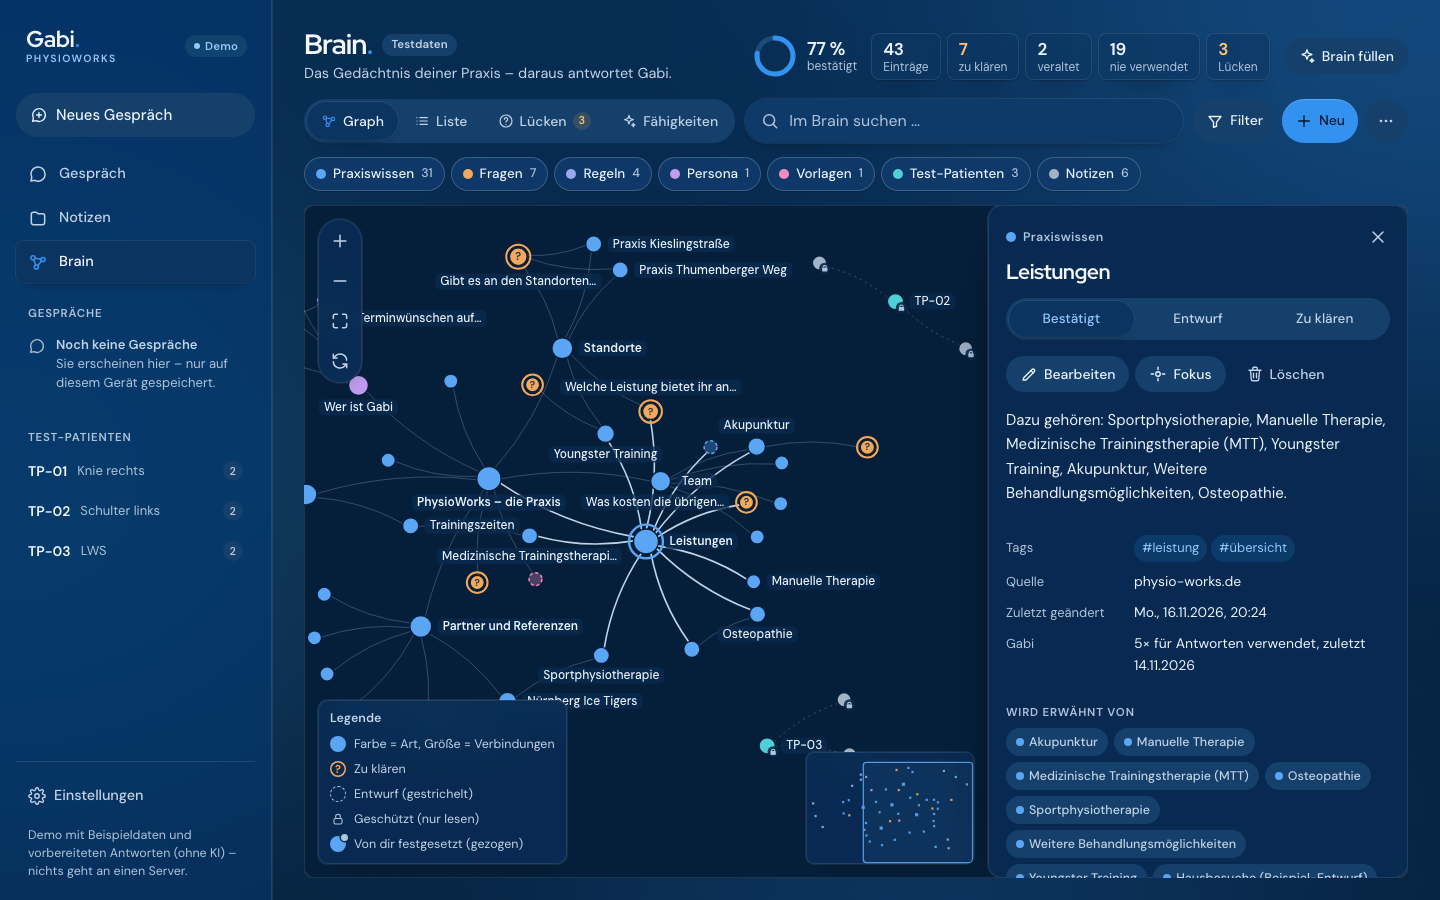 Gabi.
PHYSIOWORKS
Demo
Neues Gespräch
Gespräch
Notizen
Brain
GESPRÄCHE
Noch keine Gespräche
Sie erscheinen hier – nur auf
diesem Gerät gespeichert.
TEST-PATIENTEN
TP-01 Knie rechts 2
TP-02 Schulter links 2
TP-03 LWS 2
Einstellungen
Demo mit Beispieldaten und
vorbereiteten Antworten (ohne KI) –
nichts geht an einen Server.
Brain.
Testdaten
Das Gedächtnis deiner Praxis – daraus antwortet Gabi.
77 %
bestätigt
43
Einträge
7
zu klären
2
veraltet
19
nie verwendet
3
Lücken
Brain füllen
Graph
Liste
Lücken 3
Fähigkeiten
Im Brain suchen ...
Filter
Neu
Praxiswissen 31
Fragen 7
Regeln 4
Persona 1
Vorlagen 1
Test-Patienten 3
Notizen 6
Praxis Kieslingstraße
Gibt es an den Standorten...
Praxis Thumenberger Weg
TP-02
Terminwünschen auf...
Standorte
Welche Leistung bietet ihr an...
Wer ist Gabi
Akupunktur
Youngster Training
Team
PhysioWorks – die Praxis
Was kosten die übrigen...
Trainingszeiten
Leistungen
Medizinische Trainingstherapi...
Manuelle Therapie
Partner und Referenzen
Osteopathie
Sportphysiotherapie
Nürnberg Ice Tigers
TP-03
Legende
Farbe = Art, Größe = Verbindungen
Zu klären
Entwurf (gestrichelt)
Geschützt (nur lesen)
Von dir festgesetzt (gezogen)
Praxiswissen
Leistungen
Bestätigt
Entwurf
Zu klären
Bearbeiten
Fokus
Löschen
Dazu gehören: Sportphysiotherapie, Manuelle Therapie,
Medizinische Trainingstherapie (MTT), Youngster
Training, Akupunktur, Weitere
Behandlungsmöglichkeiten, Osteopathie.
Tags #leistung #übersicht
Quelle physio-works.de
Zuletzt geändert Mo., 16.11.2026, 20:24
Gabi 5× für Antworten verwendet, zuletzt
14.11.2026
WIRD ERWÄHNT VON
Akupunktur
Manuelle Therapie
Medizinische Trainingstherapie (MTT)
Osteopathie
Sportphysiotherapie
Weitere Behandlungsmöglichkeiten
Youngster Training
Hausbesuche (Beispiel-Entwurf)